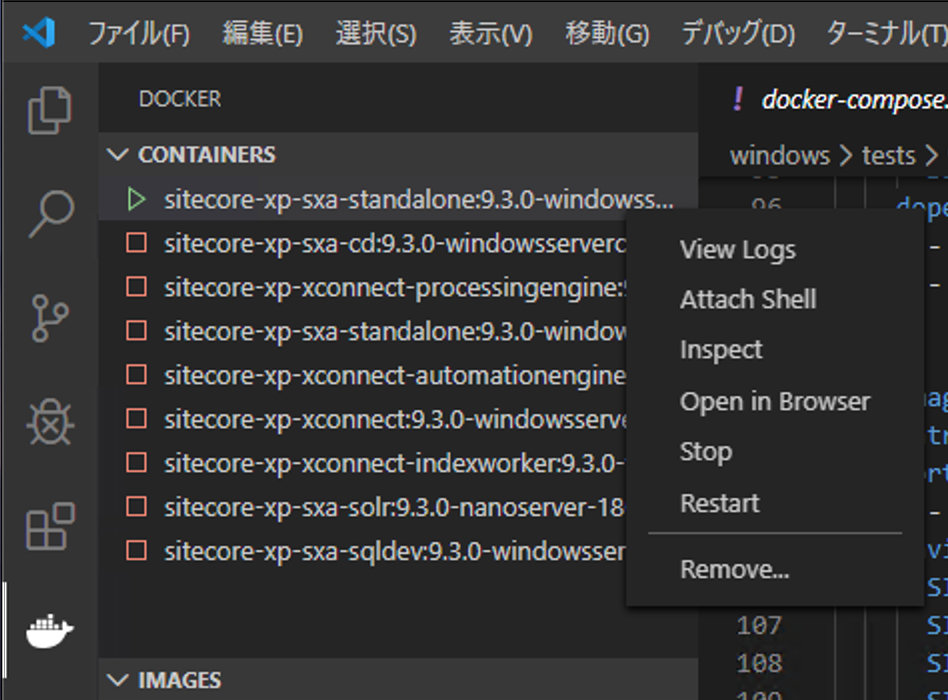 ファイル(F) 編集(E) 選択(S) 表示(V) 移動(G) デバッグ(D) ターミナル(T)
DOCKER
! docker-compose.
CONTAINERS
windows > tests >
sitecore-xp-sxa-standalone:9.3.0-windowss...
96
sitecore-xp-sxa-cd:9.3.0-windowsserverc
sitecore-xp-xconnect-processingengine:
sitecore-xp-sxa-standalone:9.3.0-window
sitecore-xp-xconnect-automationengine
sitecore-xp-xconnect:9.3.0-windowsserve
sitecore-xp-xconnect-indexworker:9.3.0-
sitecore-xp-sxa-solr:9.3.0-nanoserver-18
sitecore-xp-sxa-sqldev:9.3.0-windowsser
View Logs
Attach Shell
Inspect
Open in Browser
Stop
Restart
Remove...
107
108
109
IMAGES